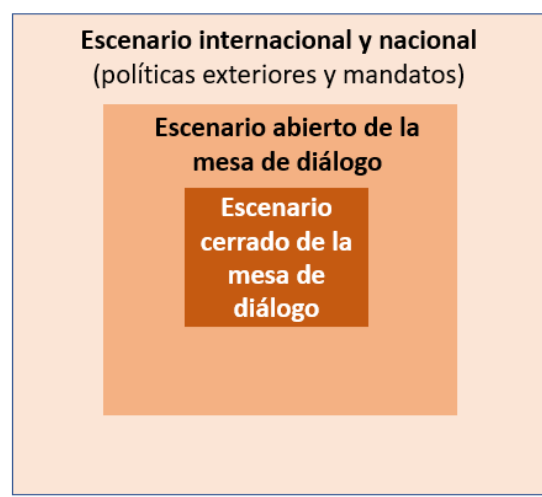 Escenario internacional y nacional
(políticas exteriores y mandatos)
Escenario abierto de la
mesa de diálogo
Escenario
cerrado de la
mesa de
diálogo